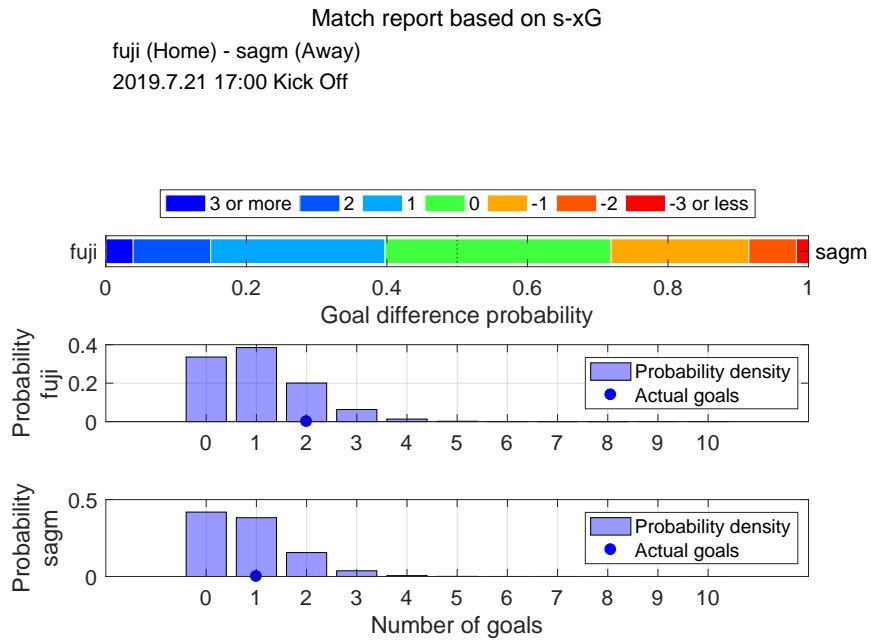 Match report based on s-xG
fuji (Home) - sagm (Away)
2019.7.21 17:00 Kick Off
3 or more 2 1 0 -1 -2 -3 or less
fuji sagm
0 0.2 0.4 0.6 0.8 1
Goal difference probability
Probability
fuji
0.4
0.2
0
Probability density
Actual goals
0 1 2 3 4 5 6 7 8 9 10
Probability
sagm
0.5
0
Probability density
Actual goals
0 1 2 3 4 5 6 7 8 9 10
Number of goals